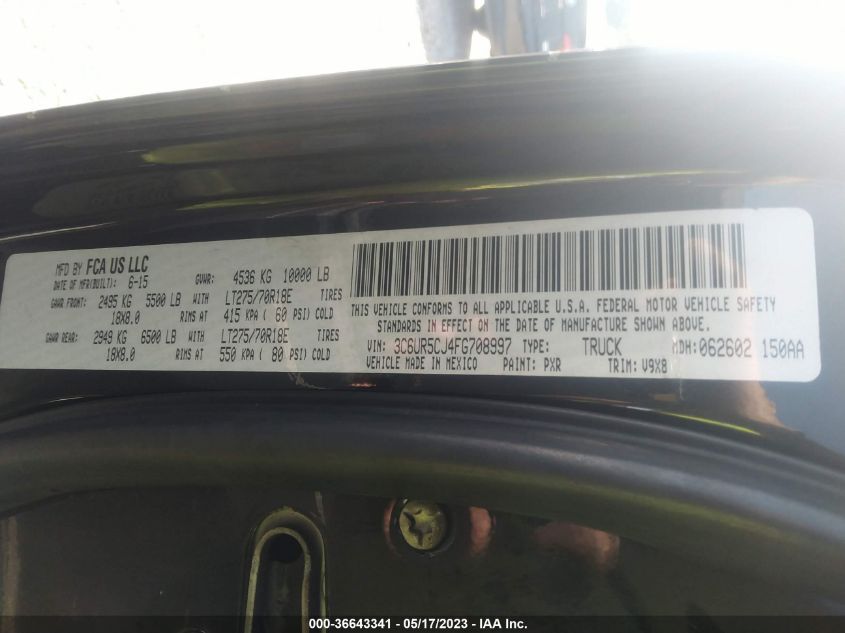 MFD BY FCA US LLC
DATE OF MFR(BUILT): 6-15 GVWR: 4536 KG 10000 LB
GAWR FRONT: 2495 KG 5500 LB WITH LT275/70R18E TIRES
18X8.0 RIMS AT 415 KPA ( 60 PSI) COLD
GAWR REAR: 2949 KG 6500 LB WITH LT275/70R18E TIRES
18X8.0 RIMS AT 550 KPA ( 80 PSI) COLD
THIS VEHICLE CONFORMS TO ALL APPLICABLE U.S.A. FEDERAL MOTOR VEHICLE SAFETY
STANDARDS IN EFFECT ON THE DATE OF MANUFACTURE SHOWN ABOVE.
VIN: 3C6UR5CJ4FG708997 TYPE: TRUCK MDH: 062602 150AA
VEHICLE MADE IN MEXICO PAINT: PXR TRIM: V9X8
000-36643341 - 05/17/2023 - IAA Inc.